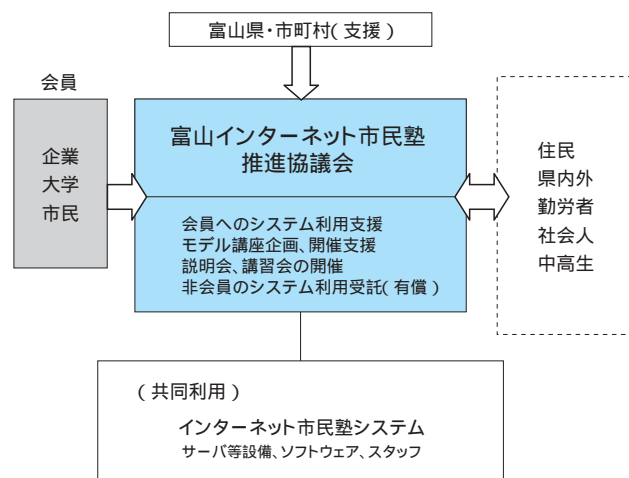 富山県・市町村(支援)
会員
企業
大学
市民
富山インターネット市民塾
推進協議会
会員へのシステム利用支援
モデル講座企画、開催支援
説明会、講習会の開催
非会員のシステム利用受託(有償)
住民
県内外
勤労者
社会人
中高生
(共同利用)
インターネット市民塾システム
サーバ等設備、ソフトウェア、スタッフ